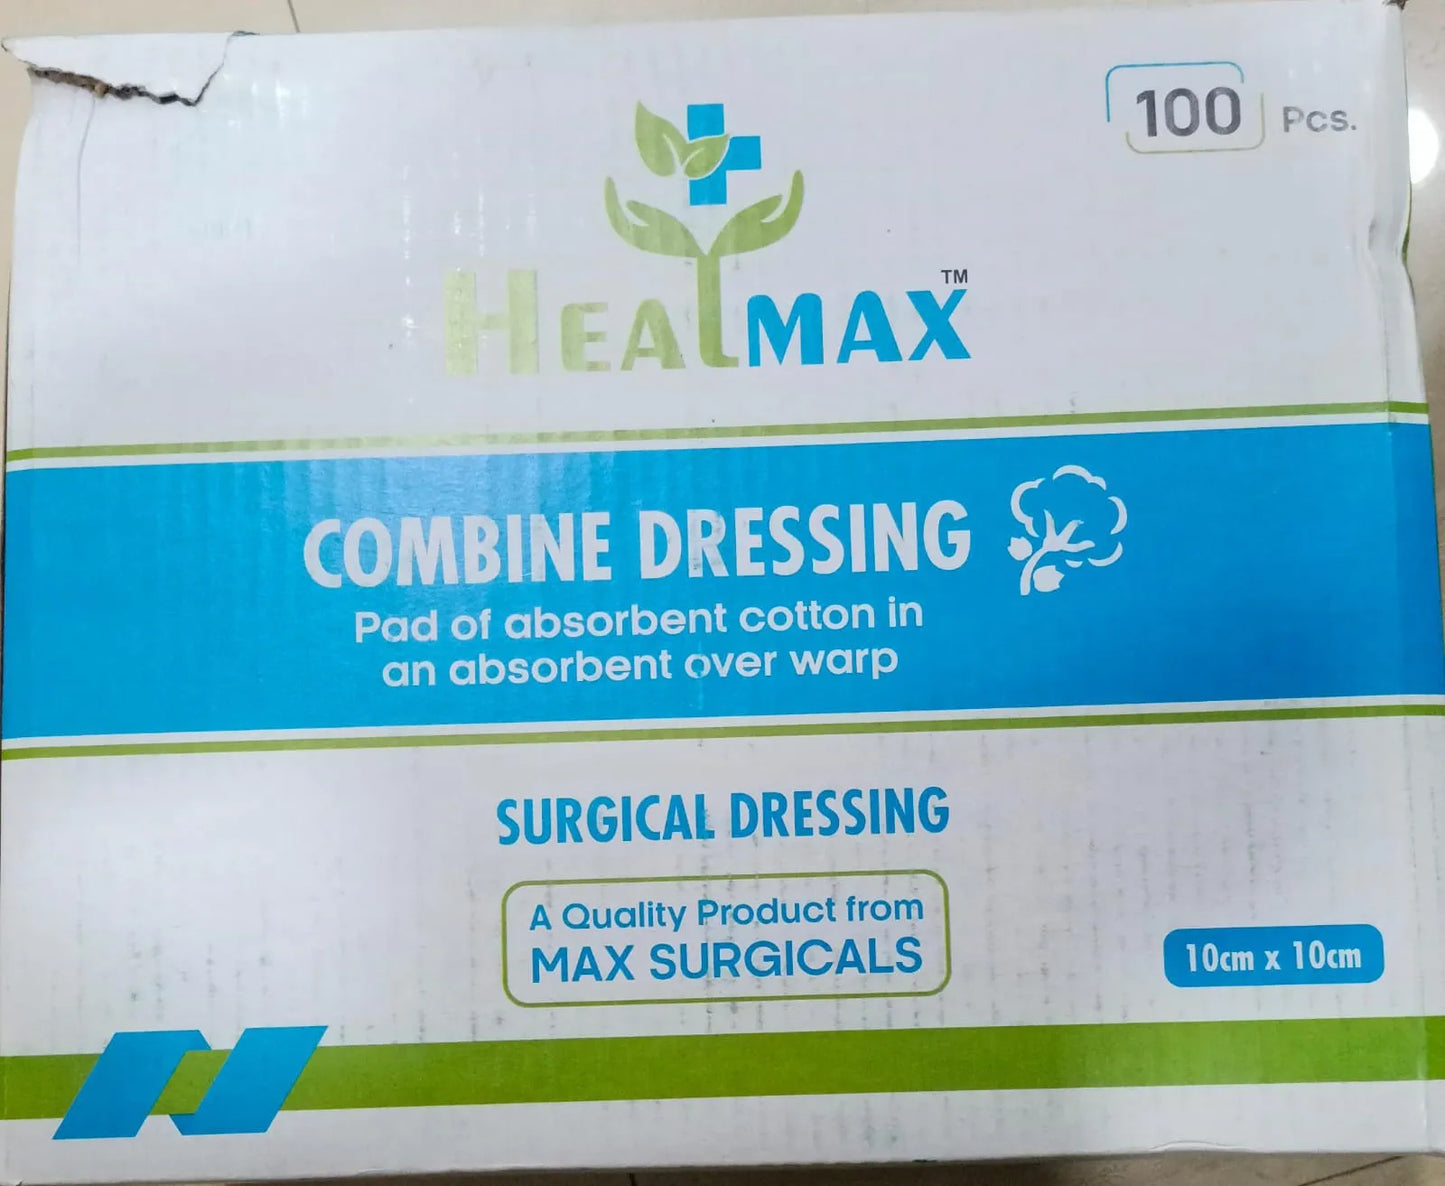 100 Pcs.
HEALMAX™
COMBINE DRESSING
Pad of absorbent cotton in
an absorbent over warp
SURGICAL DRESSING
A Quality Product from
MAX SURGICALS
10cm x 10cm